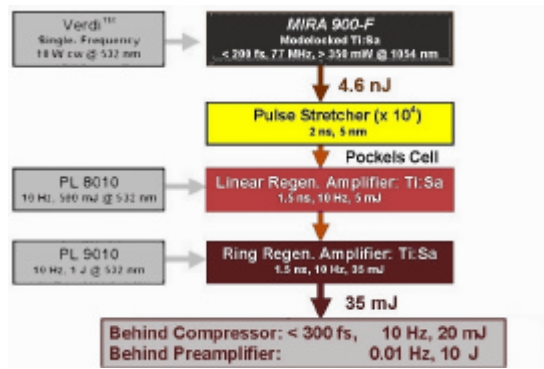 Verdi™
Single. Frequency
10 W cw @ 532 nm
MIRA 900-F
Modelocked Ti:Sa
< 200 fs, 77 MHz, > 350 mW @ 1054 nm
4.6 nJ
Pulse Stretcher (x 10⁴)
2 ns, 5 nm
Pockels Cell
PL 8010
10 Hz, 500 mJ @ 532 nm
Linear Regen. Amplifier: Ti:Sa
1.5 ns, 10 Hz, 5 mJ
PL 9010
10 Hz, 1 J @ 532 nm
Ring Regen. Amplifier: Ti:Sa
1.5 ns, 10 Hz, 35 mJ
35 mJ
Behind Compressor: < 300 fs, 10 Hz, 20 mJ
Behind Preamplifier: 0.01 Hz, 10 J